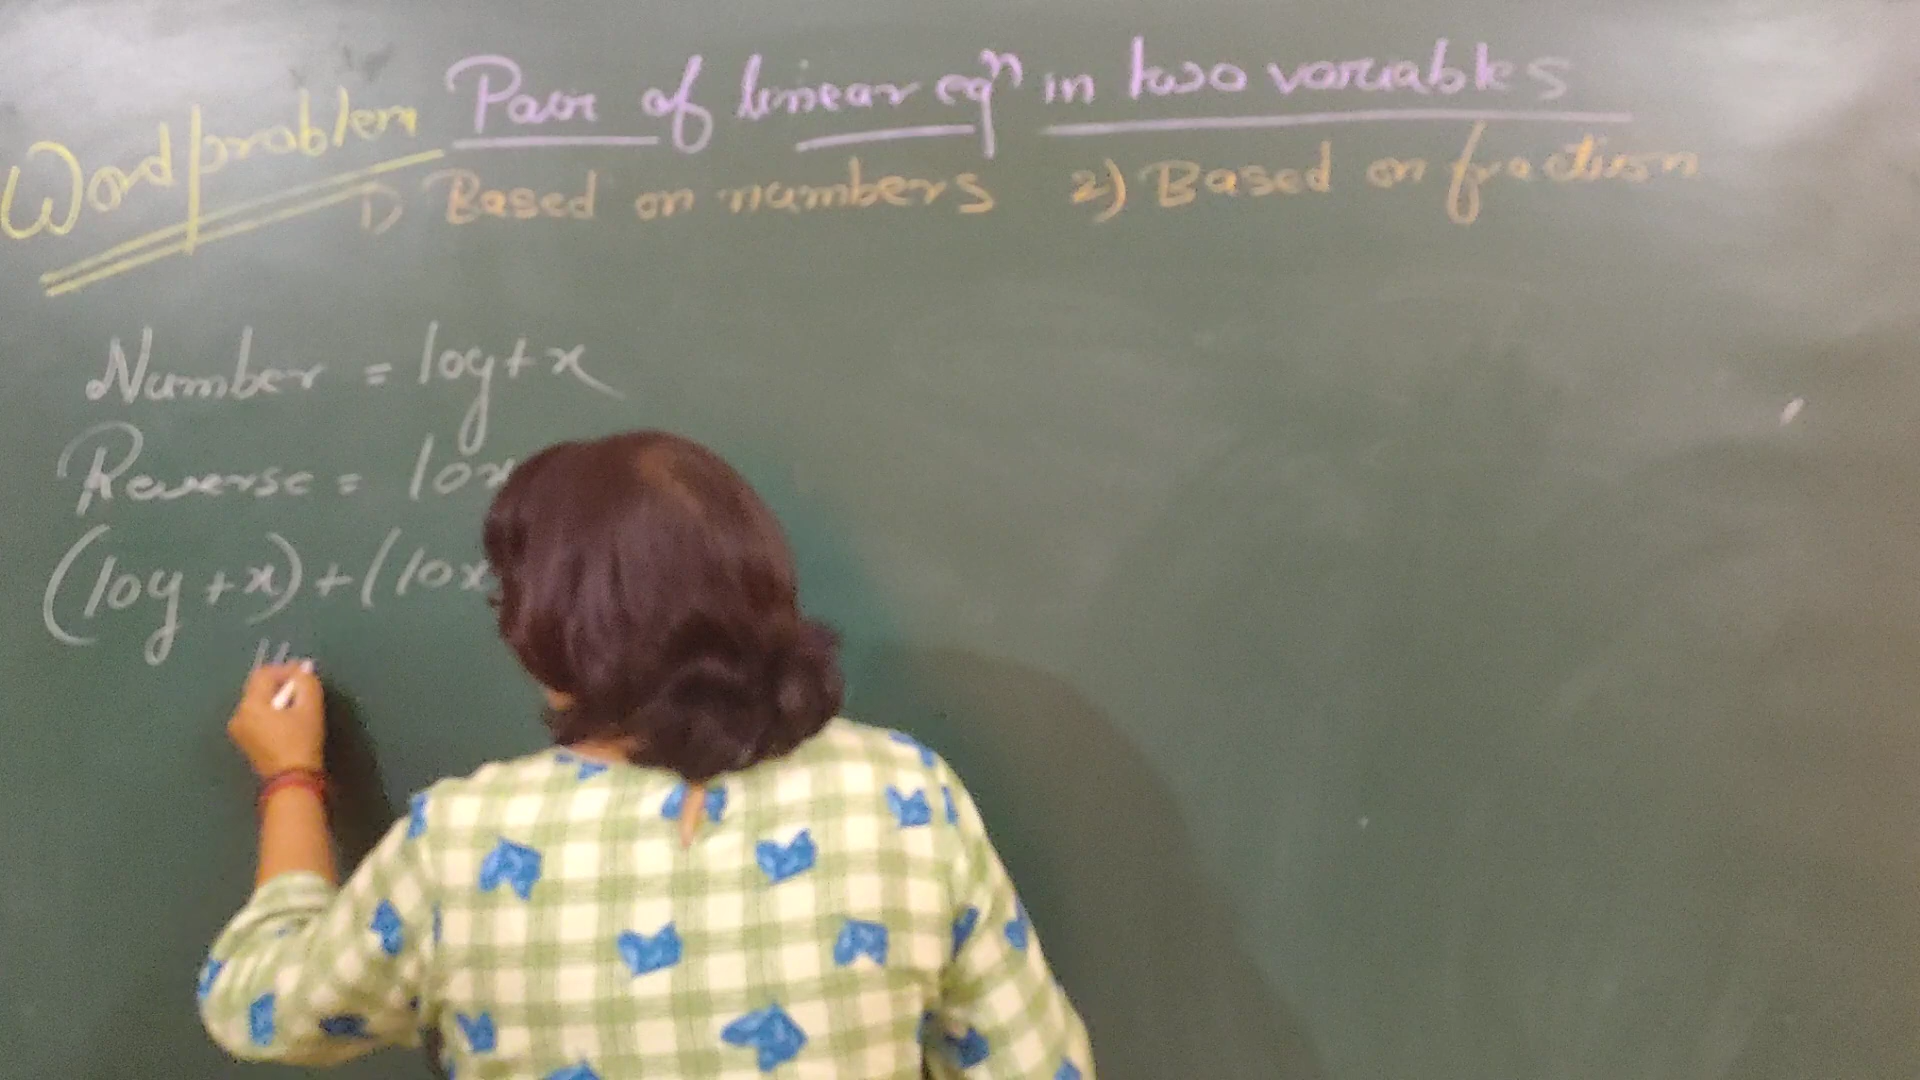 Word problem
Pair of linear eqⁿ in two variables
1) Based on numbers 2) Based on fraction
Number = 10y+x
Reverse = 10x
(10y+x)+(10x
11